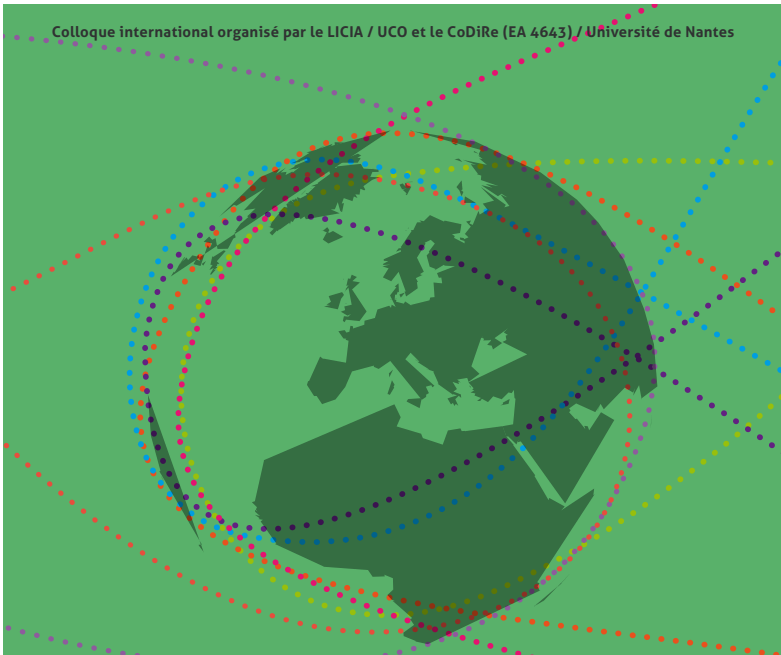 Colloque international organisé par le LICIA / UCO et le CoDiRe (EA 4643) / Université de Nantes